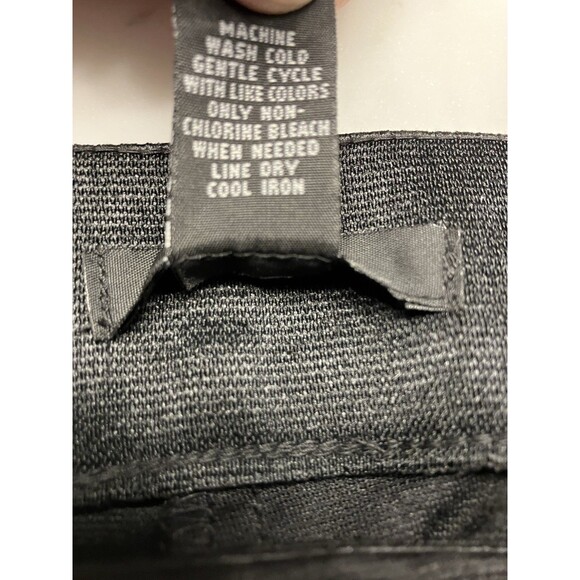 MACHINE
WASH COLD
GENTLE CYCLE
WITH LIKE COLORS
ONLY NON-
CHLORINE BLEACH
WHEN NEEDED
LINE DRY
COOL IRON